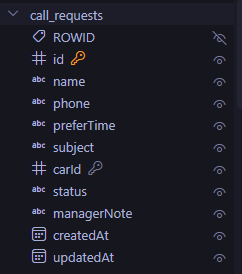 call_requests
ROWID
id
name
phone
preferTime
subject
carId
status
managerNote
createdAt
updatedAt